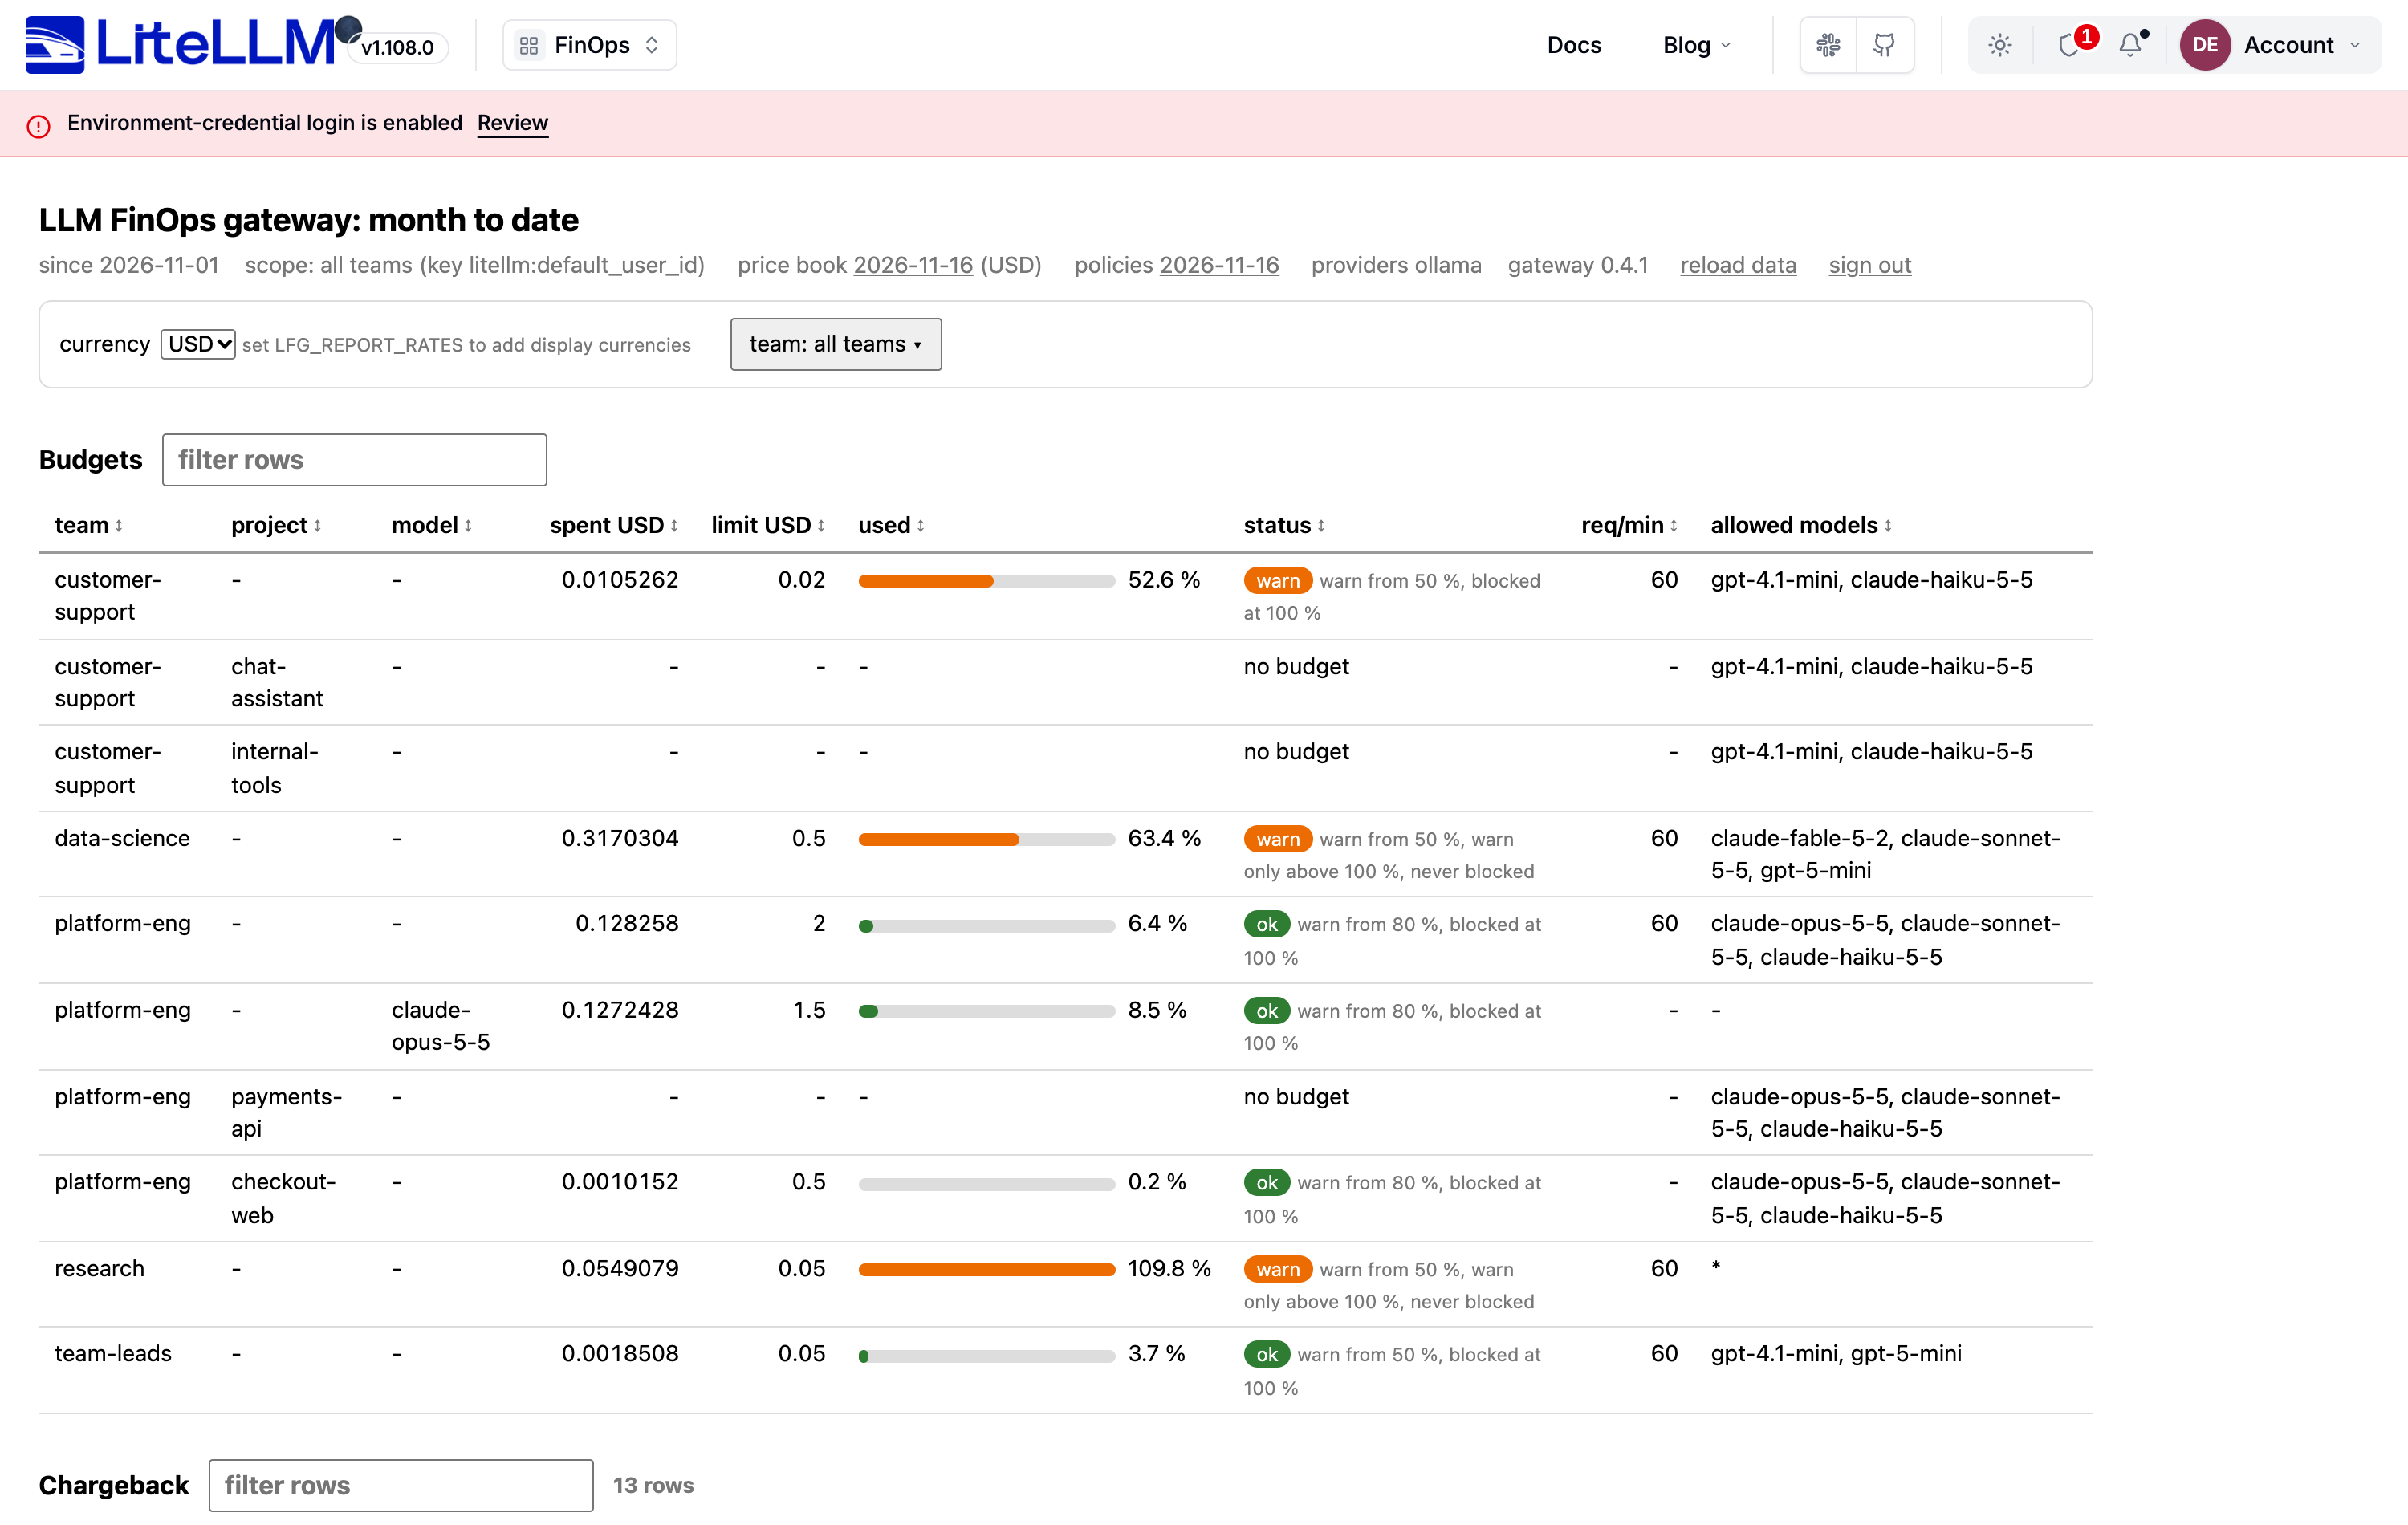 LiteLLM v1.108.0 FinOps Docs Blog 1 DE Account
Environment-credential login is enabled Review
LLM FinOps gateway: month to date
since 2026-11-01 scope: all teams (key litellm:default_user_id) price book 2026-11-16 (USD) policies 2026-11-16 providers ollama gateway 0.4.1 reload data sign out
currency USD set LFG_REPORT_RATES to add display currencies team: all teams ▾
Budgets filter rows
team ↕ project ↕ model ↕ spent USD ↕ limit USD ↕ used ↕ status ↕ req/min ↕ allowed models ↕
customer- - - 0.0105262 0.02 52.6 % warn warn from 50 %, blocked 60 gpt-4.1-mini, claude-haiku-5-5
support at 100 %
customer- chat- - - - - no budget - gpt-4.1-mini, claude-haiku-5-5
support assistant
customer- internal- - - - - no budget - gpt-4.1-mini, claude-haiku-5-5
support tools
data-science - - 0.3170304 0.5 63.4 % warn warn from 50 %, warn 60 claude-fable-5-2, claude-sonnet-
only above 100 %, never blocked 5-5, gpt-5-mini
platform-eng - - 0.128258 2 6.4 % ok warn from 80 %, blocked at 60 claude-opus-5-5, claude-sonnet-
100 % 5-5, claude-haiku-5-5
platform-eng - claude- 0.1272428 1.5 8.5 % ok warn from 80 %, blocked at - -
opus-5-5 100 %
platform-eng payments- - - - - no budget - claude-opus-5-5, claude-sonnet-
api 5-5, claude-haiku-5-5
platform-eng checkout- - 0.0010152 0.5 0.2 % ok warn from 80 %, blocked at - claude-opus-5-5, claude-sonnet-
web 100 % 5-5, claude-haiku-5-5
research - - 0.0549079 0.05 109.8 % warn warn from 50 %, warn 60 *
only above 100 %, never blocked
team-leads - - 0.0018508 0.05 3.7 % ok warn from 50 %, blocked at 60 gpt-4.1-mini, gpt-5-mini
100 %
Chargeback filter rows 13 rows